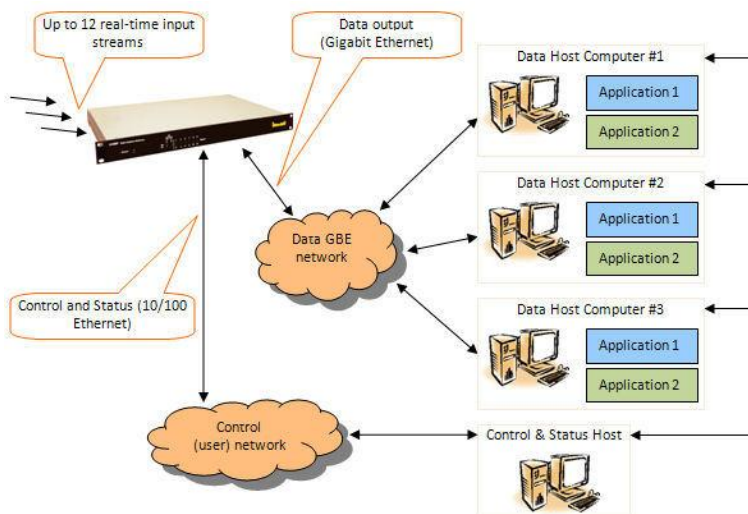 Up to 12 real-time input
streams
Data output
(Gigabit Ethernet)
Data Host Computer #1
Application 1
Application 2
Data Host Computer #2
Application 1
Application 2
Data GBE
network
Control and Status (10/100
Ethernet)
Data Host Computer #3
Application 1
Application 2
Control
(user) network
Control & Status Host